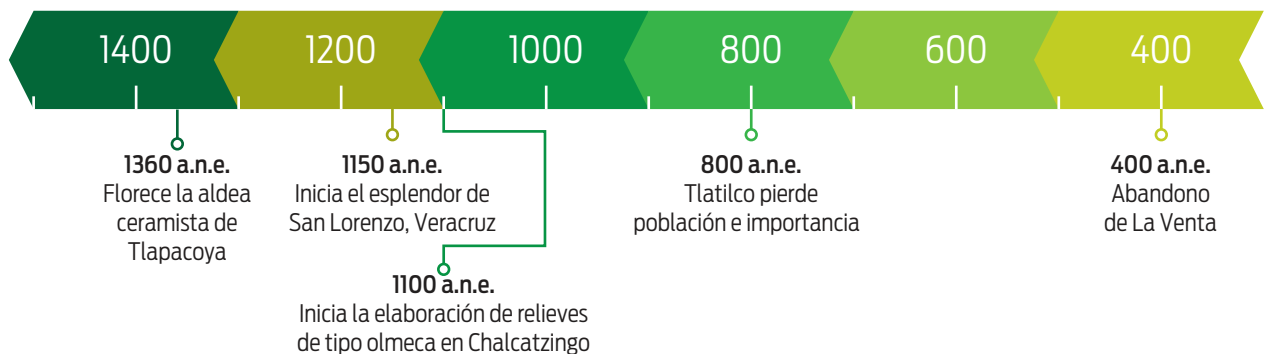 1400 1200 1000 800 600 400
1360 a.n.e.
Florece la aldea
ceramista de
Tlapacoya
1150 a.n.e.
Inicia el esplendor de
San Lorenzo, Veracruz
1100 a.n.e.
Inicia la elaboración de relieves
de tipo olmeca en Chalcatzingo
800 a.n.e.
Tlatilco pierde
población e importancia
400 a.n.e.
Abandono
de La Venta